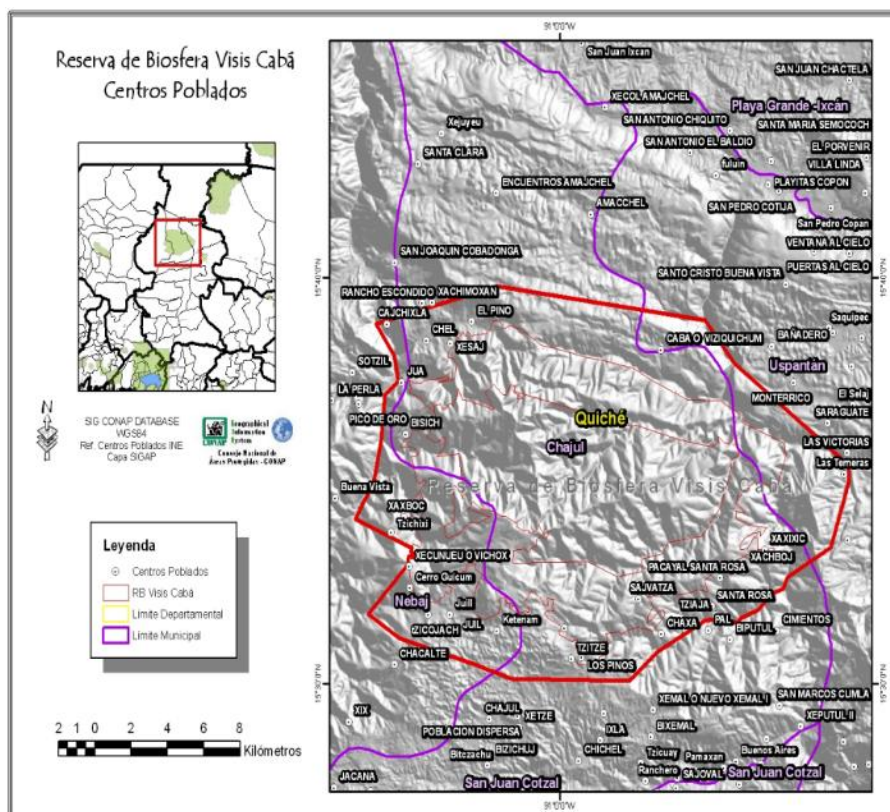 Reserva de Biosfera Visis Cabá
Centros Poblados
N
SIG CONAP DATABASE
WGS84
Ref. Centros Poblados INE
Capa SIGAP
CONAP
Geographical
Information
System
Consejo Nacional de
Áreas Protegidas - CONAP
Leyenda
Centros Poblados
RB Visis Cabá
Límite Departamental
Límite Municipal
2 1 0 2 4 6 8
Kilómetros
91°0'0"W
San Juan Ixcan
SAN JUAN CHACTELA
XECOL AMAJCHEL
Playa Grande -Ixcán
SAN ANTONIO CHIQUITO
SANTA MARIA SEMOCOCH
Xejuyeu
SAN ANTONIO EL BALDIO
EL PORVENIR
SANTA CLARA
VILLA LINDA
fuluin
ENCUENTROS AMAJCHEL
PLAYITAS COPON
AMACCHEL
SAN PEDRO COTIJA
San Pedro Copan
SAN JOAQUIN COBADONGA
VENTANA AL CIELO
SANTO CRISTO BUENA VISTA
PUERTAS AL CIELO
15°40'0"N
15°40'0"N
RANCHO ESCONDIDO
XACHIMOXAN
CAJCHIXLA
EL PINO
Saquipec
CHEL
XESAJ
CABA O VIZIQUICHUM
BAÑADERO
SOTZIL
JUA
Uspantán
LA PERLA
MONTERRICO
El Selaj
PICO DE ORO
BISICH
Quiché
SARAGUATE
Chajul
LAS VICTORIAS
Las Temeras
Buena Vista
Reserva de Biosfera Visis Cabá
XAXBOC
Tzichixi
XAXIXIC
XECUNUEU O VICHOX
XACHBOJ
PACAYAL SANTA ROSA
Cerro Guicum
SAJVATZA
SANTA ROSA
Nebaj
Juill
TZIAJA
tZICOJACH
JUIL
Ketenam
CHAXA
PAL
CIMIENTOS
BIPUTUL
CHACALTE
TZITZE
LOS PINOS
15°30'0"N
15°30'0"N
XEMAL O NUEVO XEMAL I
SAN MARCOS CUMLA
XIX
CHAJUL
XETZE
XEPUTUL II
POBLACION DISPERSA
IXLA
BIXEMAL
Bitezachu
BIZICHUJ
CHICHEL
Tzicuay
Pamaxan
Buenos Aires
JACANA
San Juan Cotzal
Ranchero
SAJOVAL
San Juan Cotzal
91°0'0"W